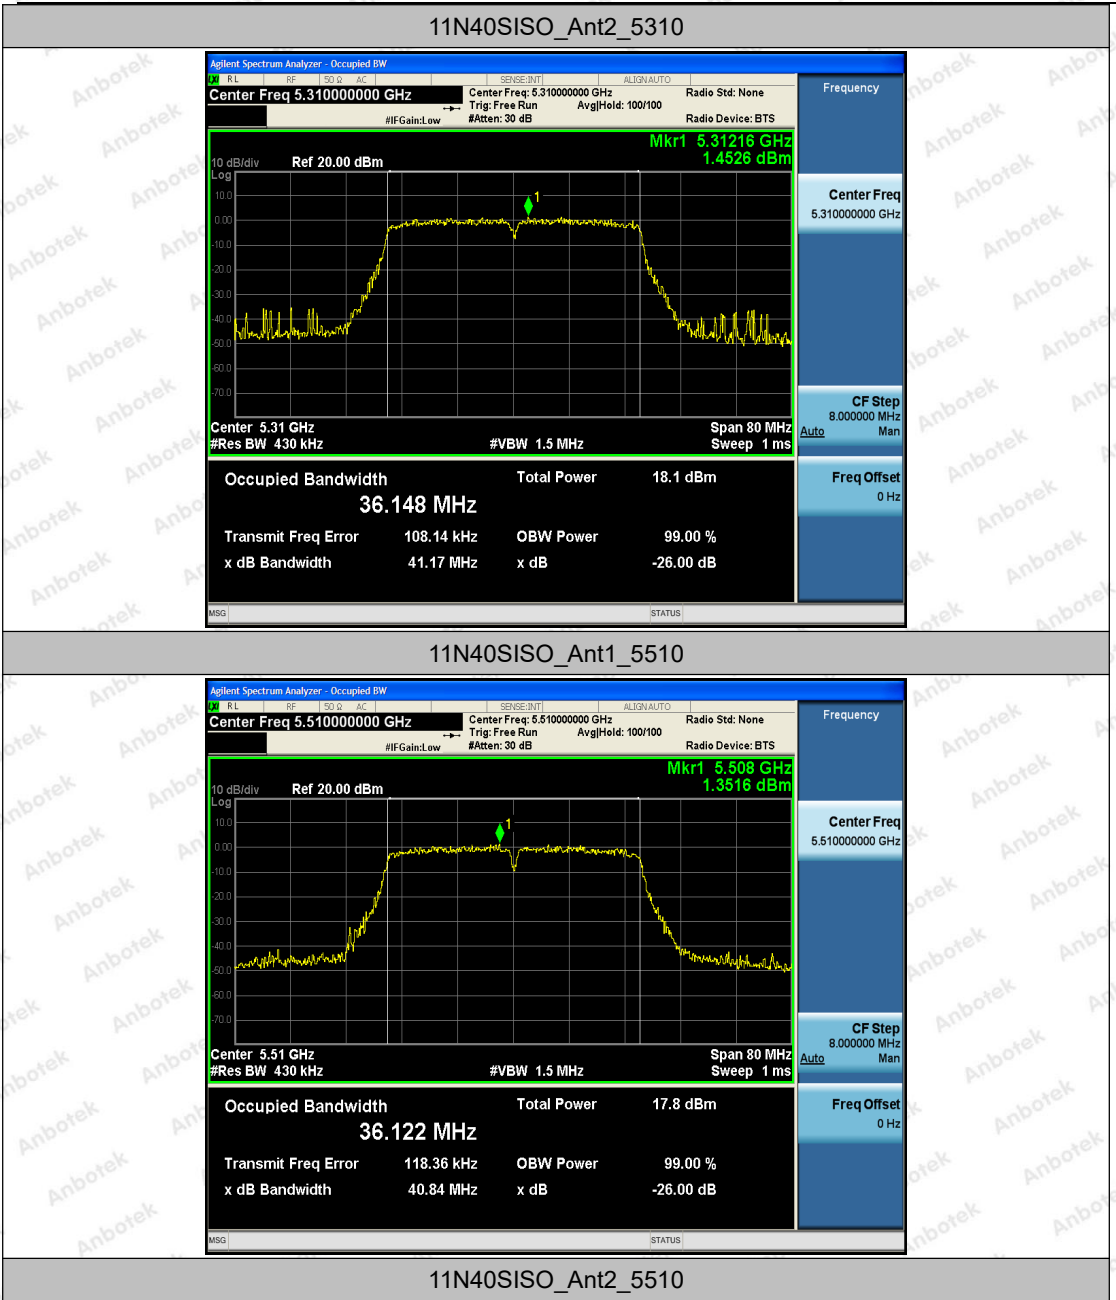 11N40SISO_Ant2_5310
Agilent Spectrum Analyzer - Occupied BW
LXI RL RF 50 Ω AC SENSE:INT ALIGNAUTO
Center Freq 5.310000000 GHz
Center Freq: 5.310000000 GHz
Radio Std: None
Trig: Free Run Avg|Hold: 100/100
#IFGain:Low #Atten: 30 dB Radio Device: BTS
Mkr1 5.31216 GHz
1.4526 dBm
10 dB/div Ref 20.00 dBm
Log
10.0
0.00
-10.0
-20.0
-30.0
-40.0
-50.0
-60.0
-70.0
1
Center 5.31 GHz Span 80 MHz
#Res BW 430 kHz #VBW 1.5 MHz Sweep 1 ms
Occupied Bandwidth Total Power 18.1 dBm
36.148 MHz
Transmit Freq Error 108.14 kHz OBW Power 99.00 %
x dB Bandwidth 41.17 MHz x dB -26.00 dB
MSG STATUS
Frequency
Center Freq
5.310000000 GHz
CF Step
8.000000 MHz
Auto Man
Freq Offset
0 Hz
11N40SISO_Ant1_5510
Agilent Spectrum Analyzer - Occupied BW
LXI RL RF 50 Ω AC SENSE:INT ALIGNAUTO
Center Freq 5.510000000 GHz
Center Freq: 5.510000000 GHz
Radio Std: None
Trig: Free Run Avg|Hold: 100/100
#IFGain:Low #Atten: 30 dB Radio Device: BTS
Mkr1 5.508 GHz
1.3516 dBm
10 dB/div Ref 20.00 dBm
Log
10.0
0.00
-10.0
-20.0
-30.0
-40.0
-50.0
-60.0
-70.0
1
Center 5.51 GHz Span 80 MHz
#Res BW 430 kHz #VBW 1.5 MHz Sweep 1 ms
Occupied Bandwidth Total Power 17.8 dBm
36.122 MHz
Transmit Freq Error 118.36 kHz OBW Power 99.00 %
x dB Bandwidth 40.84 MHz x dB -26.00 dB
MSG STATUS
Frequency
Center Freq
5.510000000 GHz
CF Step
8.000000 MHz
Auto Man
Freq Offset
0 Hz
11N40SISO_Ant2_5510